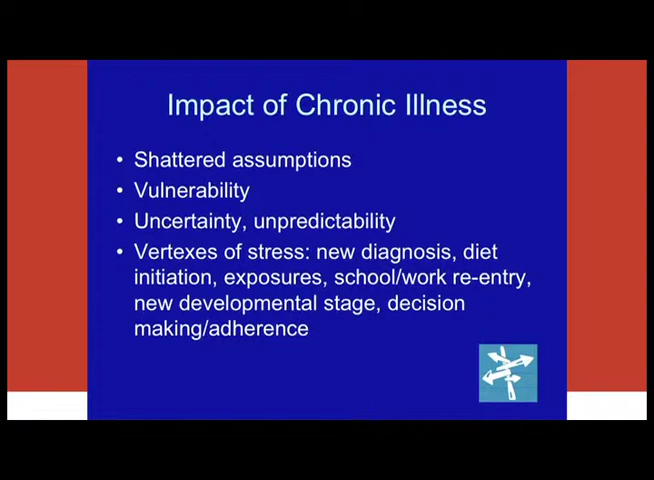 Impact of Chronic Illness
• Shattered assumptions
• Vulnerability
• Uncertainty, unpredictability
• Vertexes of stress: new diagnosis, diet
initiation, exposures, school/work re-entry,
new developmental stage, decision
making/adherence